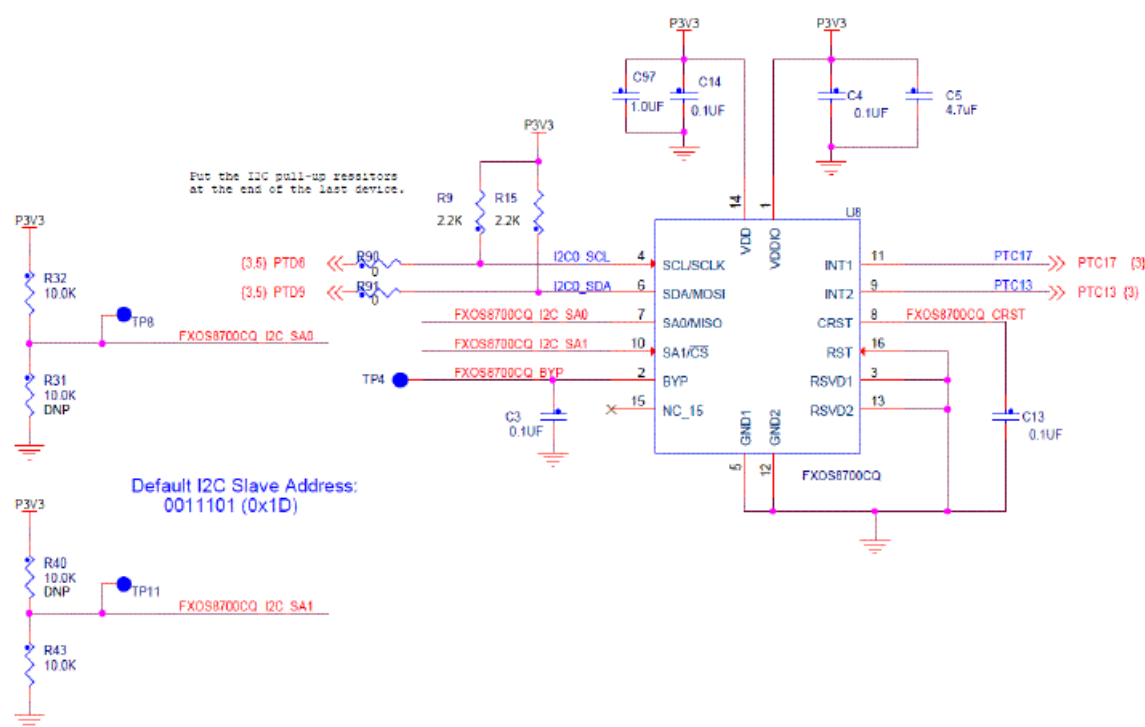 P3V3
P3V3
C97
1.0UF
C14
0.1UF
C4
0.1UF
C5
4.7uF
P3V3
Put the I2C pull-up resitors
at the end of the last device.
R9
2.2K
R15
2.2K
P3V3
R32
10.0K
TP8
FXOS8700CQ_I2C_SA0
R31
10.0K
DNP
{3,5} PTD8
R90
0
I2C0_SCL
{3,5} PTD9
R91
0
I2C0_SDA
FXOS8700CQ_I2C_SA0
FXOS8700CQ_I2C_SA1
TP4
FXOS8700CQ_BYP
C3
0.1UF
14
1
U8
VDD
VDDIO
4
SCL/SCLK
6
SDA/MOSI
7
SA0/MISO
10
SA1/CS
2
BYP
15
NC_15
INT1
11
PTC17
PTC17 {3}
INT2
9
PTC13
PTC13 {3}
CRST
8
FXOS8700CQ_CRST
RST
16
RSVD1
3
RSVD2
13
GND1
GND2
5
12
FXOS8700CQ
C13
0.1UF
Default I2C Slave Address:
0011101 (0x1D)
P3V3
R40
10.0K
DNP
TP11
FXOS8700CQ_I2C_SA1
R43
10.0K